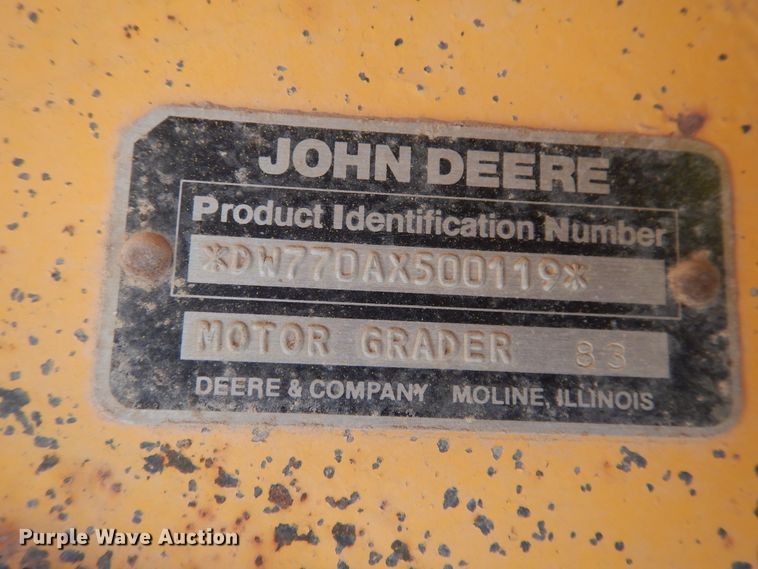 JOHN DEERE
Product Identification Number
*DW770AX500119*
MOTOR GRADER 83
DEERE & COMPANY MOLINE, ILLINOIS
Purple Wave Auction